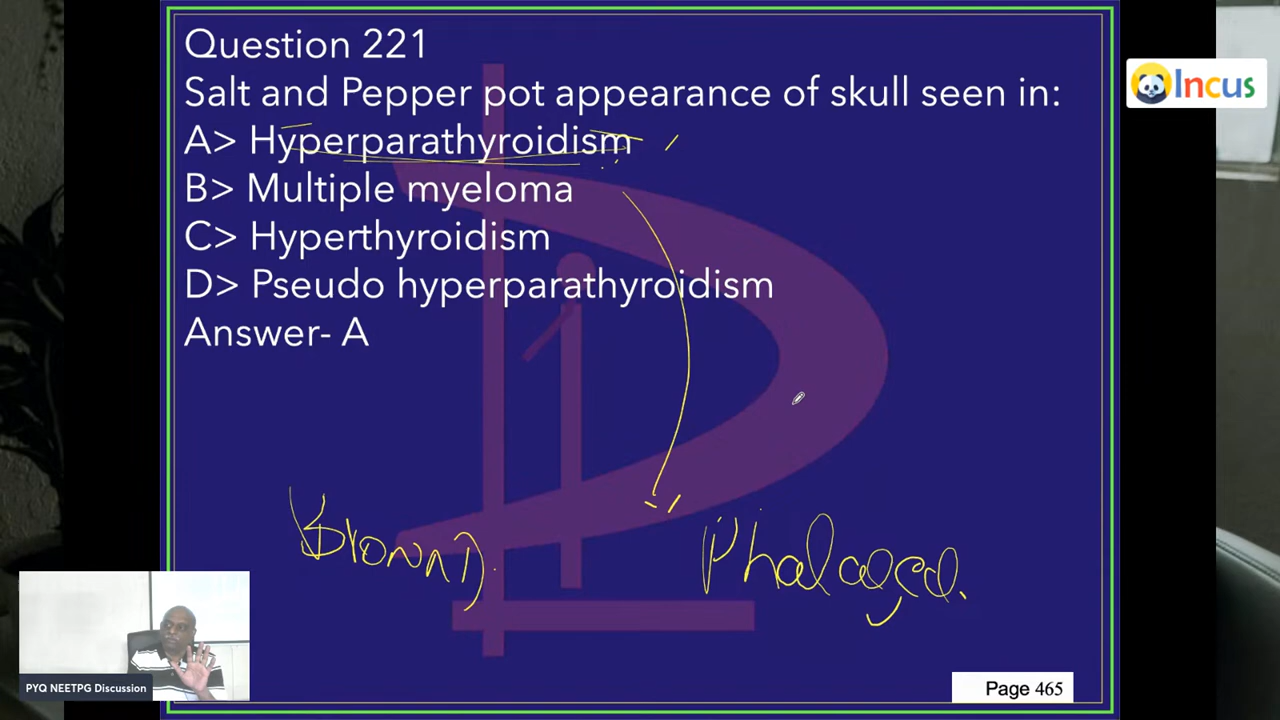 Question 221
Incus
Salt and Pepper pot appearance of skull seen in:
A> Hyperparathyroidism
B> Multiple myeloma
C> Hyperthyroidism
D> Pseudo hyperparathyroidism
Answer- A
PYQ NEETPG Discussion
Page 465